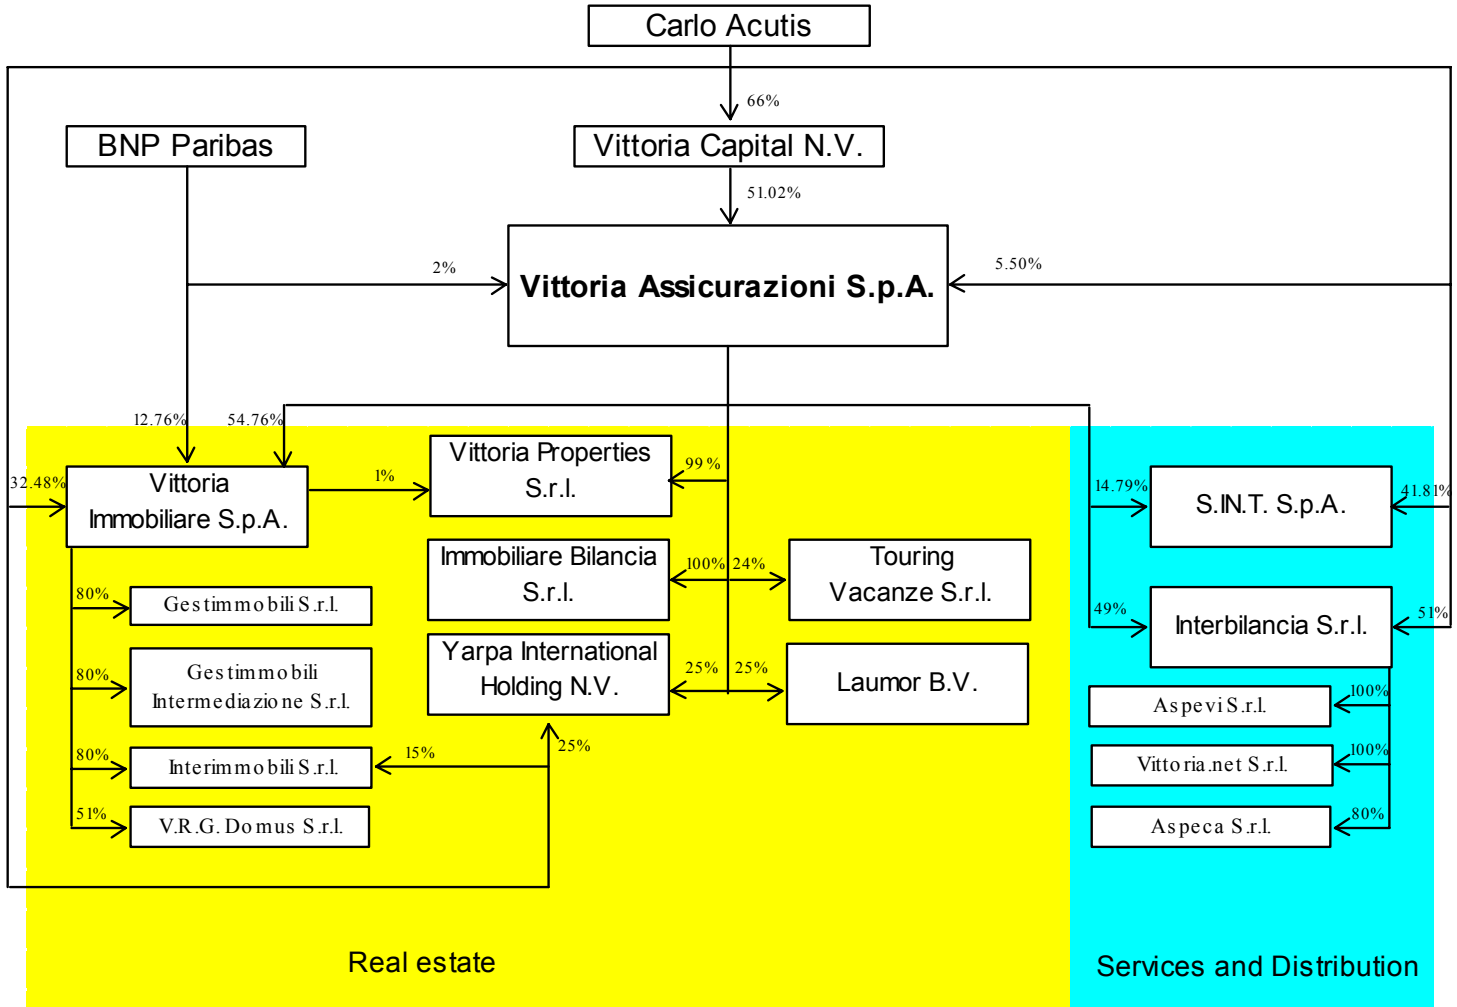 Carlo Acutis
66%
BNP Paribas
Vittoria Capital N.V.
51.02%
2%
Vittoria Assicurazioni S.p.A.
5.50%
12.76%
54.76%
32.48%
Vittoria
Immobiliare S.p.A.
1%
Vittoria Properties
S.r.l.
99%
14.79%
S.IN.T. S.p.A.
41.81%
Immobiliare Bilancia
S.r.l.
100%
24%
Touring
Vacanze S.r.l.
80%
Gestimmobili S.r.l.
49%
Interbilancia S.r.l.
51%
Yarpa International
Holding N.V.
25%
25%
Laumor B.V.
80%
Gestimmobili
Intermediazione S.r.l.
Aspevi S.r.l.
100%
80%
Interimmobili S.r.l.
15%
25%
Vittoria.net S.r.l.
100%
51%
V.R.G. Domus S.r.l.
Aspeca S.r.l.
80%
Real estate
Services and Distribution